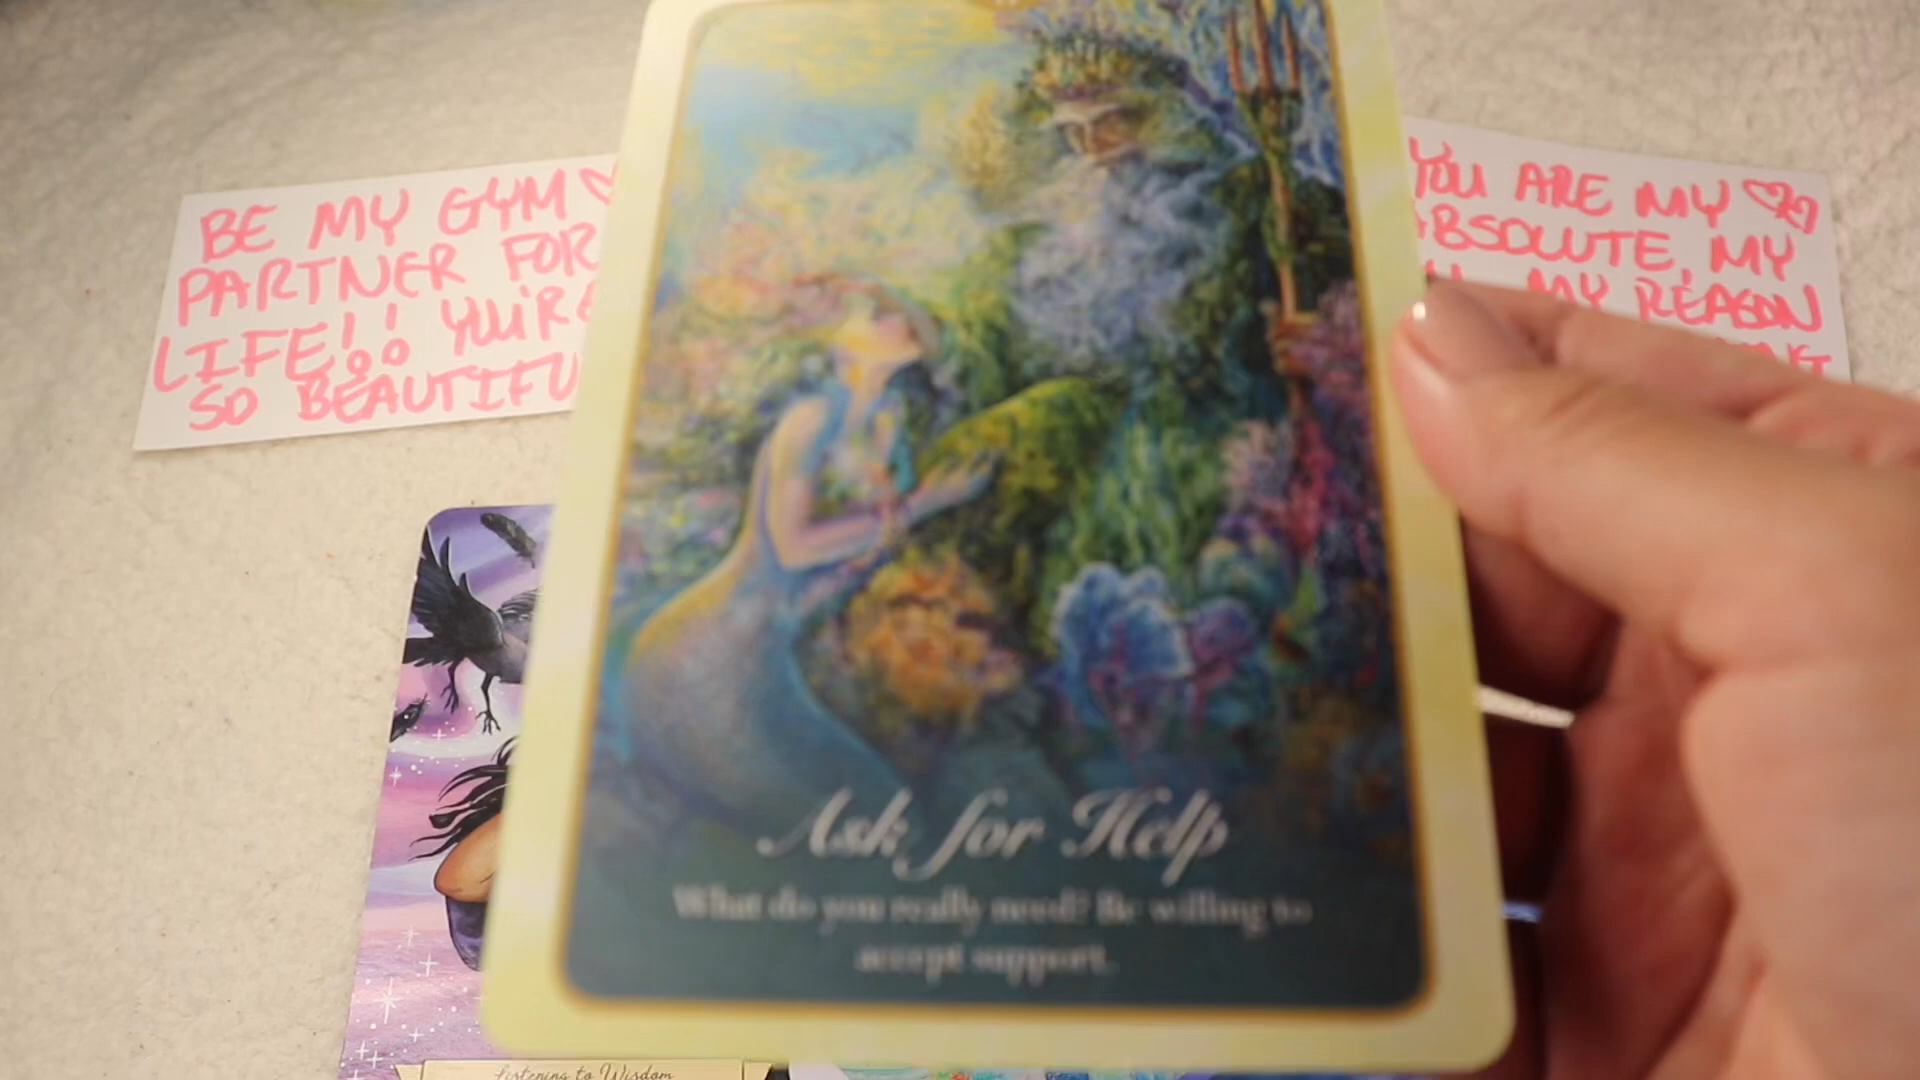 BE MY GYM
PARTNER FOR
LIFE!! YOU'RE
SO BEAUTIFU
YOU ARE MY
ABSOLUTE, MY
MY REASON
Ask for Help
What do you really need? Be willing to
accept support.
Listening to Wisdom